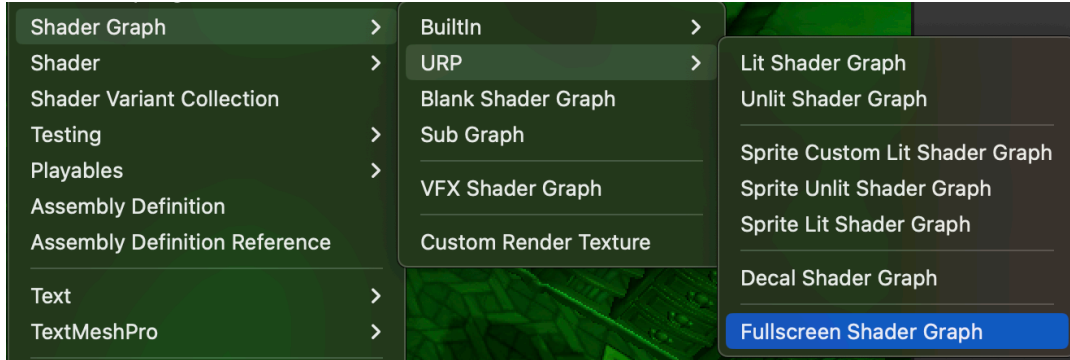 Shader Graph
Shader
Shader Variant Collection
Testing
Playables
Assembly Definition
Assembly Definition Reference
Text
TextMeshPro
BuiltIn
URP
Blank Shader Graph
Sub Graph
VFX Shader Graph
Custom Render Texture
Lit Shader Graph
Unlit Shader Graph
Sprite Custom Lit Shader Graph
Sprite Unlit Shader Graph
Sprite Lit Shader Graph
Decal Shader Graph
Fullscreen Shader Graph